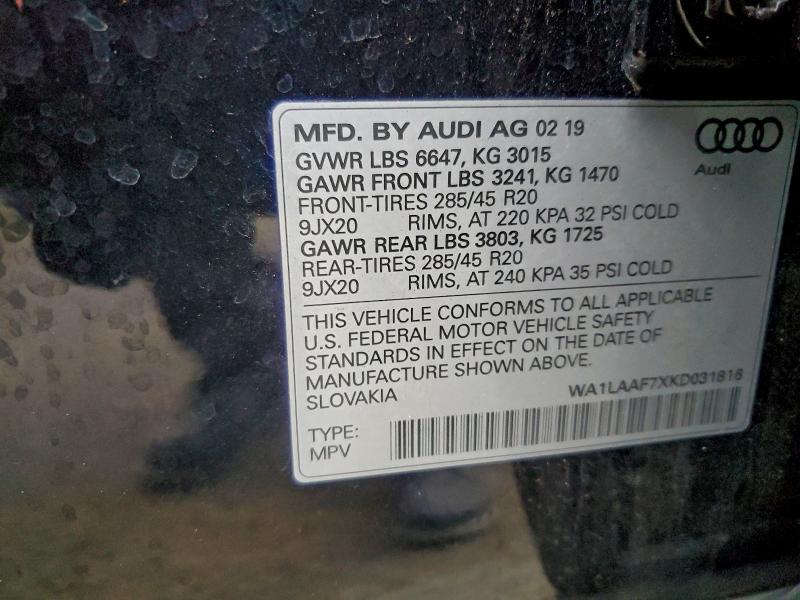 MFD. BY AUDI AG 02 19
Audi
GVWR LBS 6647, KG 3015
GAWR FRONT LBS 3241, KG 1470
FRONT-TIRES 285/45 R20
9JX20 RIMS, AT 220 KPA 32 PSI COLD
GAWR REAR LBS 3803, KG 1725
REAR-TIRES 285/45 R20
9JX20 RIMS, AT 240 KPA 35 PSI COLD
THIS VEHICLE CONFORMS TO ALL APPLICABLE
U.S. FEDERAL MOTOR VEHICLE SAFETY
STANDARDS IN EFFECT ON THE DATE OF
MANUFACTURE SHOWN ABOVE.
SLOVAKIA
WA1LAAF7XKD031816
TYPE:
MPV